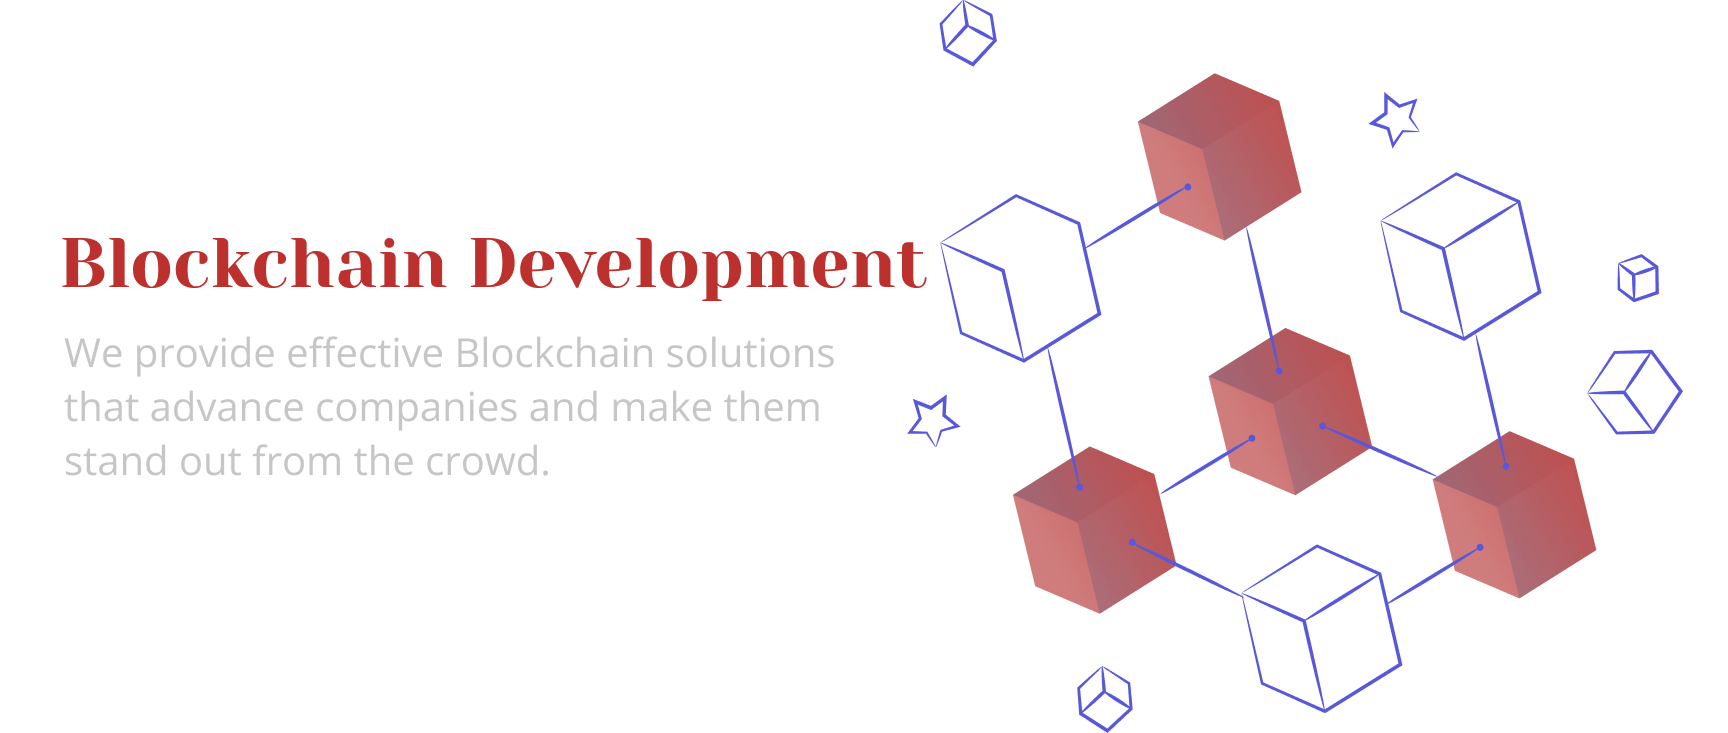 Blockchain Development
We provide effective Blockchain solutions
that advance companies and make them
stand out from the crowd.